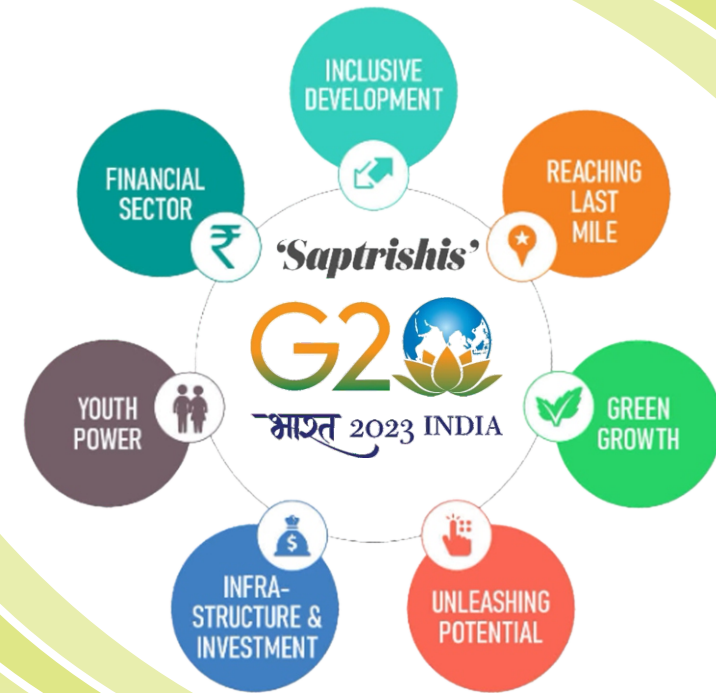 INCLUSIVE
DEVELOPMENT
REACHING
LAST
MILE
GREEN
GROWTH
UNLEASHING
POTENTIAL
INFRA-
STRUCTURE &
INVESTMENT
$
YOUTH
POWER
FINANCIAL
SECTOR
₹
‘Saptrishis’
G20
भारत 2023 INDIA